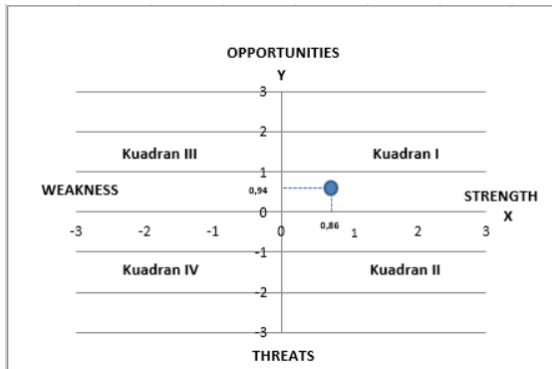 OPPORTUNITIES
Y
3
2
Kuadran III Kuadran I
1
WEAKNESS 0,94 STRENGTH
0 X
-3 -2 -1 0 0,86 1 2 3
-1
Kuadran IV Kuadran II
-2
-3
THREATS